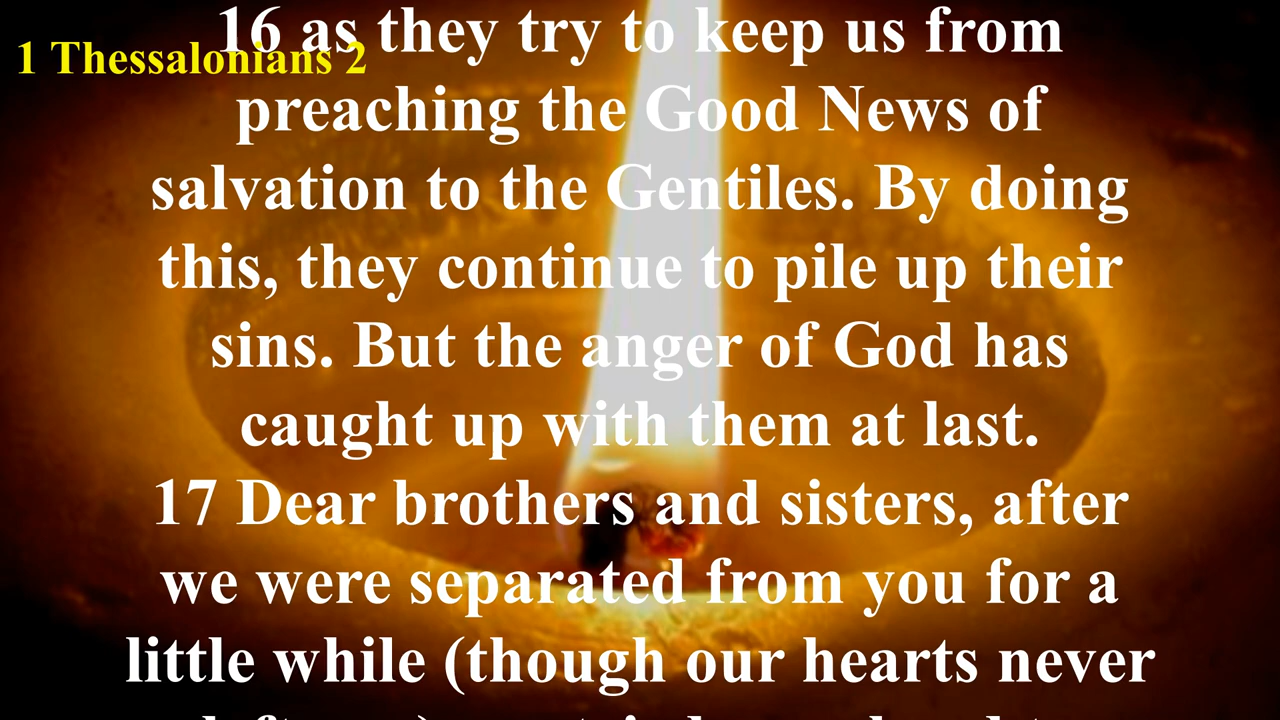 16 as they try to keep us from
1 Thessalonians 2
preaching the Good News of
salvation to the Gentiles. By doing
this, they continue to pile up their
sins. But the anger of God has
caught up with them at last.
17 Dear brothers and sisters, after
we were separated from you for a
little while (though our hearts never